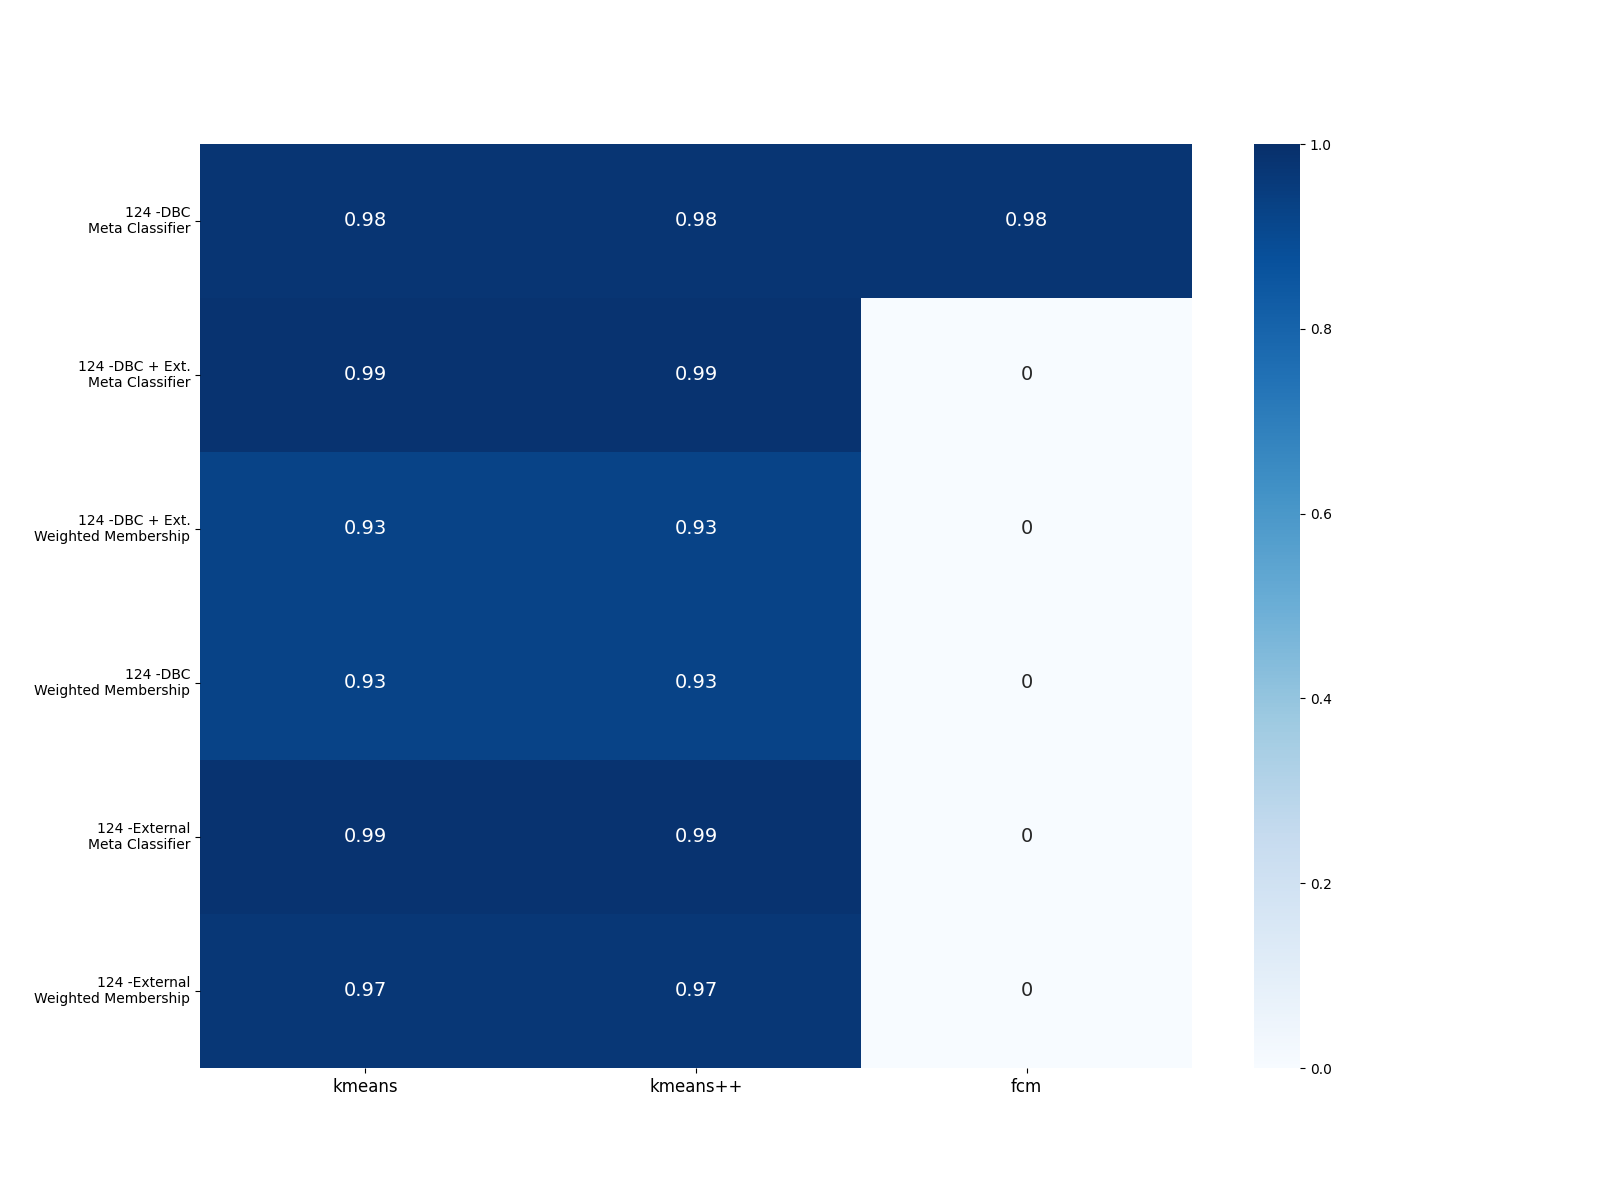 124 -DBC
Meta Classifier
0.98
0.98
0.98
124 -DBC + Ext.
Meta Classifier
0.99
0.99
0
124 -DBC + Ext.
Weighted Membership
0.93
0.93
0
124 -DBC
Weighted Membership
0.93
0.93
0
124 -External
Meta Classifier
0.99
0.99
0
124 -External
Weighted Membership
0.97
0.97
0
kmeans
kmeans++
fcm
1.0
0.8
0.6
0.4
0.2
0.0